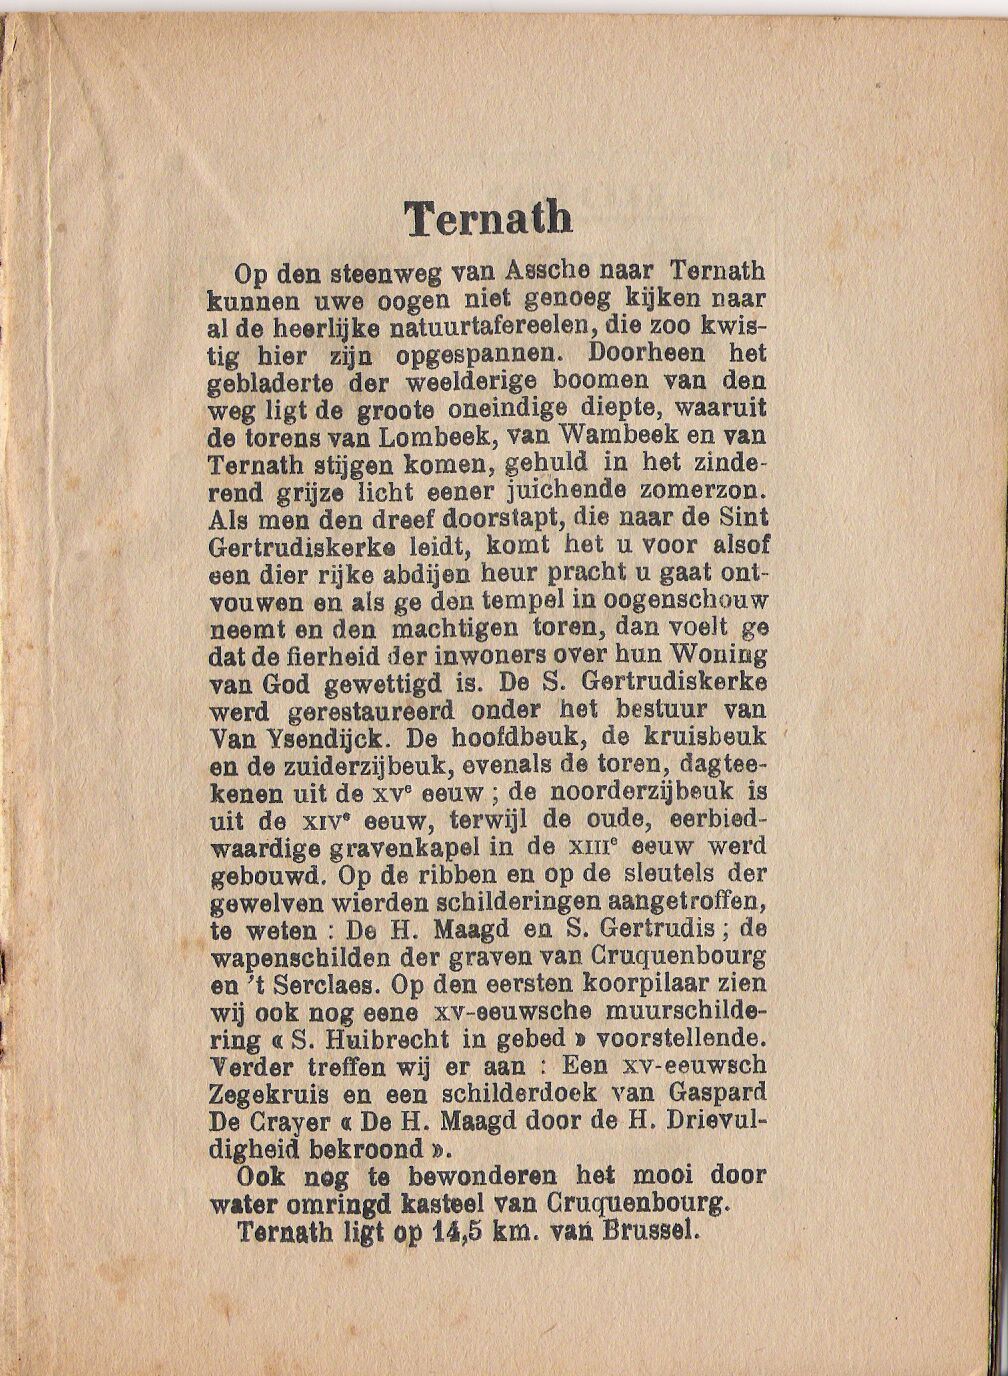 Ternath
Op den steenweg van Assche naar Ternath
kunnen uwe oogen niet genoeg kijken naar
al de heerlijke natuurtafereelen, die zoo kwis-
tig hier zijn opgespannen. Doorheen het
gebladerte der weelderige boomen van den
weg ligt de groote oneindige diepte, waaruit
de torens van Lombeek, van Wambeek en van
Ternath stijgen komen, gehuld in het zinde-
rend grijze licht eener juichende zomerzon.
Als men den dreef doorstapt, die naar de Sint
Gertrudiskerke leidt, komt het u voor alsof
een dier rijke abdijen heur pracht u gaat ont-
vouwen en als ge den tempel in oogenschouw
neemt en den machtigen toren, dan voelt ge
dat de fierheid der inwoners over hun Woning
van God gewettigd is. De S. Gertrudiskerke
werd gerestaureerd onder het bestuur van
Van Ysendijck. De hoofdbeuk, de kruisbeuk
en de zuiderzijbeuk, evenals de toren, dagtee-
kenen uit de XVe eeuw ; de noorderzijbeuk is
uit de XIVe eeuw, terwijl de oude, eerbied-
waardige gravenkapel in de XIIIe eeuw werd
gebouwd. Op de ribben en op de sleutels der
gewelven wierden schilderingen aangetroffen,
te weten : De H. Maagd en S. Gertrudis ; de
wapenschilden der graven van Cruquenbourg
en 't Serclaes. Op den eersten koorpilaar zien
wij ook nog eene XV-eeuwsche muurschilde-
ring « S. Huibrecht in gebed » voorstellende.
Verder treffen wij er aan : Een XV-eeuwsch
Zegekruis en een schilderdoek van Gaspard
De Crayer « De H. Maagd door de H. Drievul-
digheid bekroond ».
Ook nog te bewonderen het mooi door
water omringd kasteel van Cruquenbourg.
Ternath ligt op 14,5 km. van Brussel.